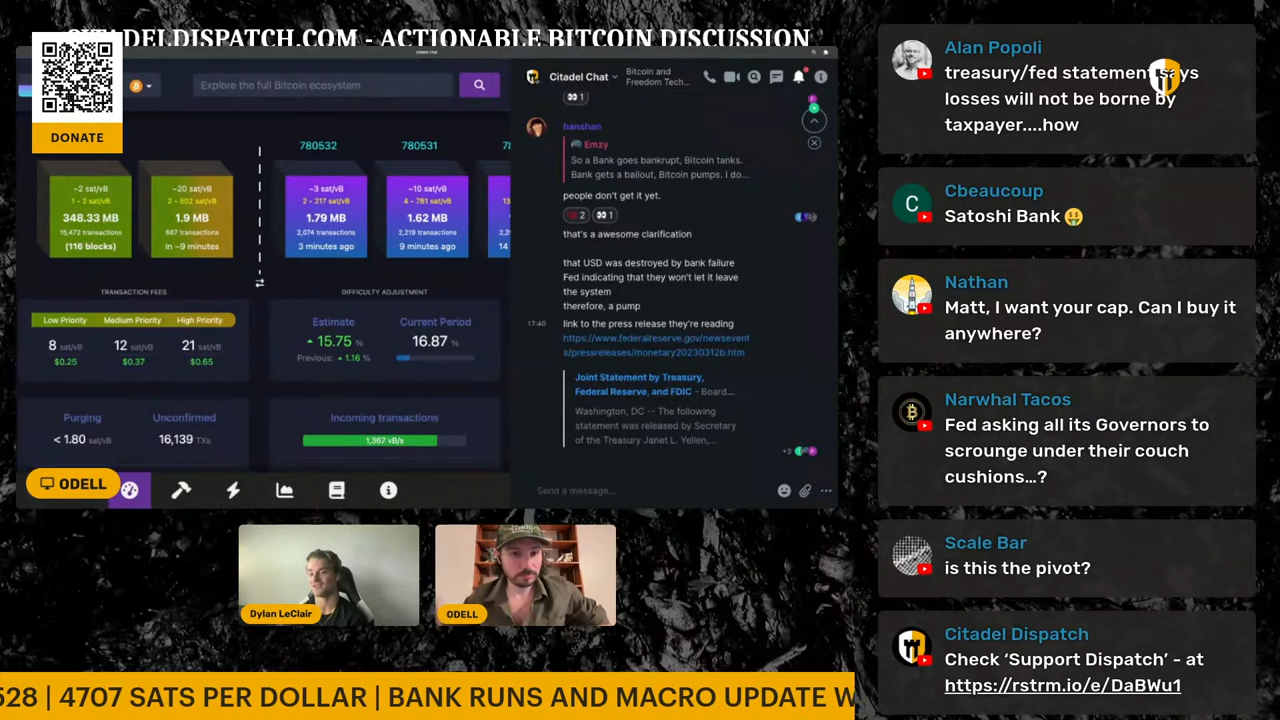 CITADELDISPATCH.COM - ACTIONABLE BITCOIN DISCUSSION
DONATE
Explore the full Bitcoin ecosystem
780532
780531
78
~2 sat/vB
1 - 2 sat/vB
348.33 MB
15,472 transactions
(116 blocks)
~20 sat/vB
2 - 502 sat/vB
1.9 MB
667 transactions
In ~9 minutes
~3 sat/vB
2 - 217 sat/vB
1.79 MB
2,074 transactions
3 minutes ago
~10 sat/vB
4 - 781 sat/vB
1.62 MB
2,219 transactions
9 minutes ago
14
TRANSACTION FEES
Low Priority
Medium Priority
High Priority
8 sat/vB
12 sat/vB
21 sat/vB
$0.25
$0.37
$0.65
DIFFICULTY ADJUSTMENT
Estimate
Current Period
15.75 %
16.87 %
Previous: 1.16 %
Purging
Unconfirmed
< 1.80 sat/vB
16,139 TXs
Incoming transactions
1,367 vB/s
ODELL
citadel chat
Citadel Chat
Bitcoin and
Freedom Tech...
1
hanshan
Emzy
So a Bank goes bankrupt, Bitcoin tanks.
Bank gets a bailout, Bitcoin pumps. I do...
people don't get it yet.
2
1
that's a awesome clarification
that USD was destroyed by bank failure
Fed indicating that they won't let it leave
the system
therefore, a pump
17:40
link to the press release they're reading
https://www.federalreserve.gov/newsevent
s/pressreleases/monetary20230312b.htm
Joint Statement by Treasury,
Federal Reserve, and FDIC - Board...
Washington, DC -- The following
statement was released by Secretary
of the Treasury Janet L. Yellen,...
+3
Send a message...
Dylan LeClair
ODELL
528 | 4707 SATS PER DOLLAR | BANK RUNS AND MACRO UPDATE W
Alan Popoli
treasury/fed statement says
losses will not be borne by
taxpayer....how
C
Cbeaucoup
Satoshi Bank 🤑
Nathan
Matt, I want your cap. Can I buy it
anywhere?
Narwhal Tacos
Fed asking all its Governors to
scrounge under their couch
cushions…?
Scale Bar
is this the pivot?
Citadel Dispatch
Check ‘Support Dispatch’ - at
https://rstrm.io/e/DaBWu1